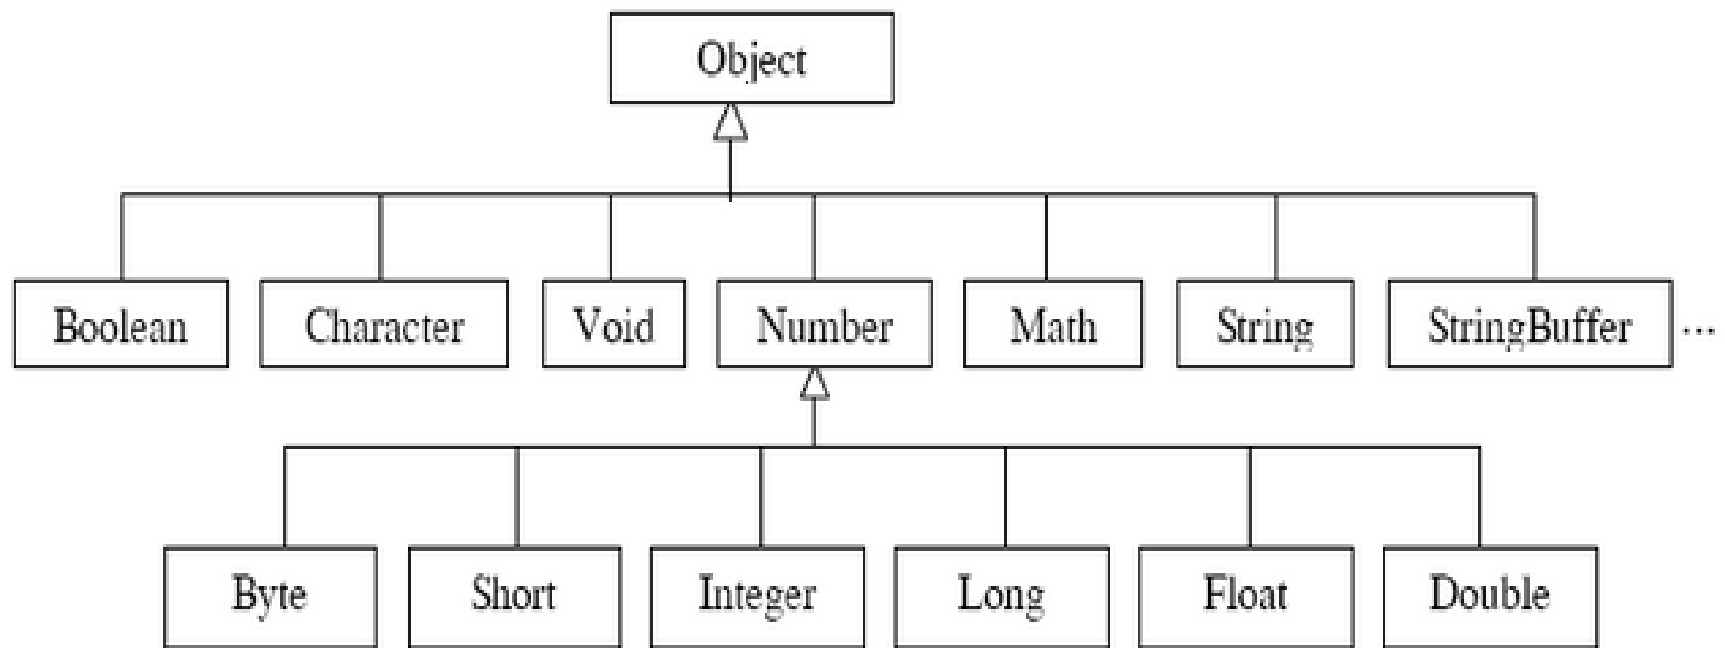 Object
Boolean Character Void Number Math String StringBuffer ...
Byte Short Integer Long Float Double